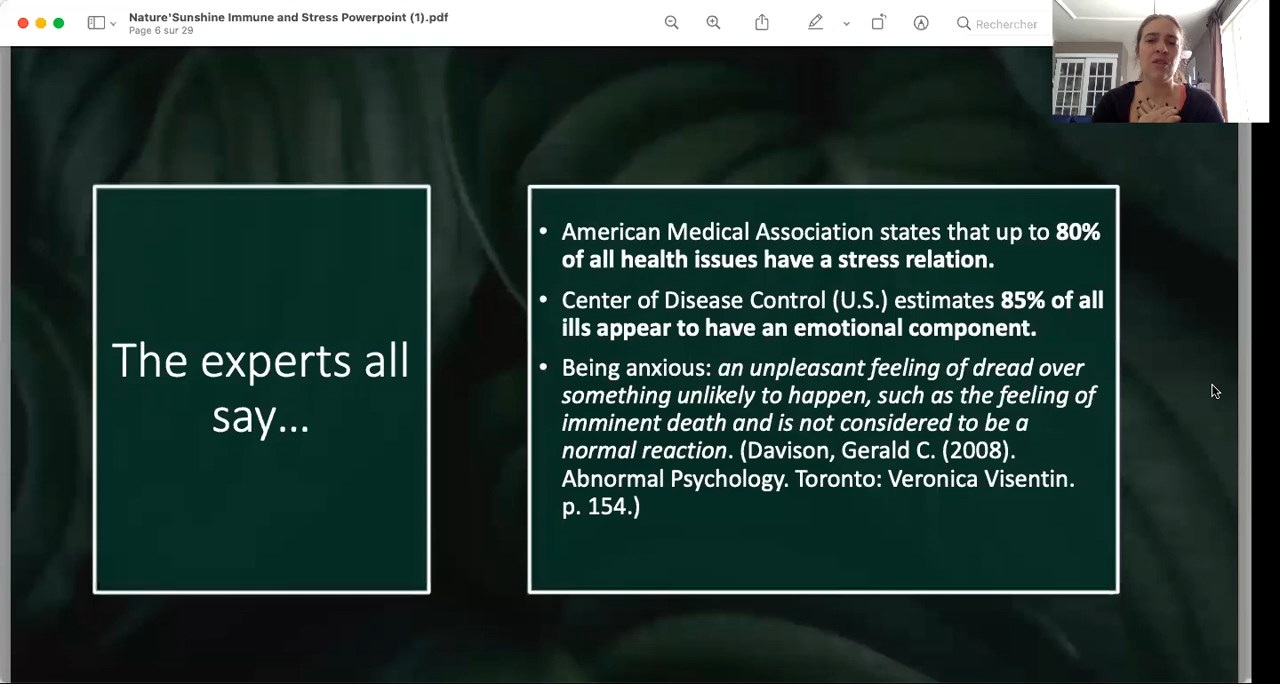 Nature'Sunshine Immune and Stress Powerpoint (1).pdf
Page 6 sur 29
Rechercher
The experts all
say...
• American Medical Association states that up to 80%
of all health issues have a stress relation.
• Center of Disease Control (U.S.) estimates 85% of all
ills appear to have an emotional component.
• Being anxious: an unpleasant feeling of dread over
something unlikely to happen, such as the feeling of
imminent death and is not considered to be a
normal reaction. (Davison, Gerald C. (2008).
Abnormal Psychology. Toronto: Veronica Visentin.
p. 154.)